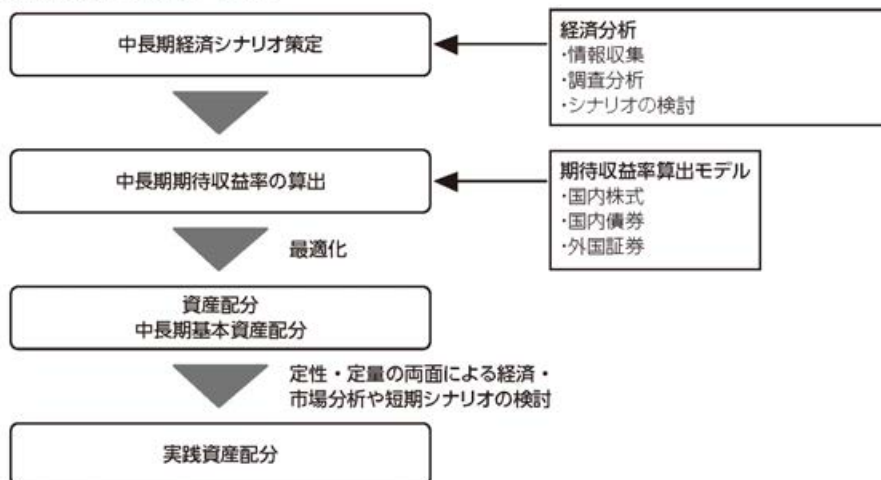 中長期経済シナリオ策定
経済分析
・情報収集
・調査分析
・シナリオの検討
中長期期待収益率の算出
期待収益率算出モデル
・国内株式
・国内債券
・外国証券
最適化
資産配分
中長期基本資産配分
定性・定量の両面による経済・
市場分析や短期シナリオの検討
実践資産配分